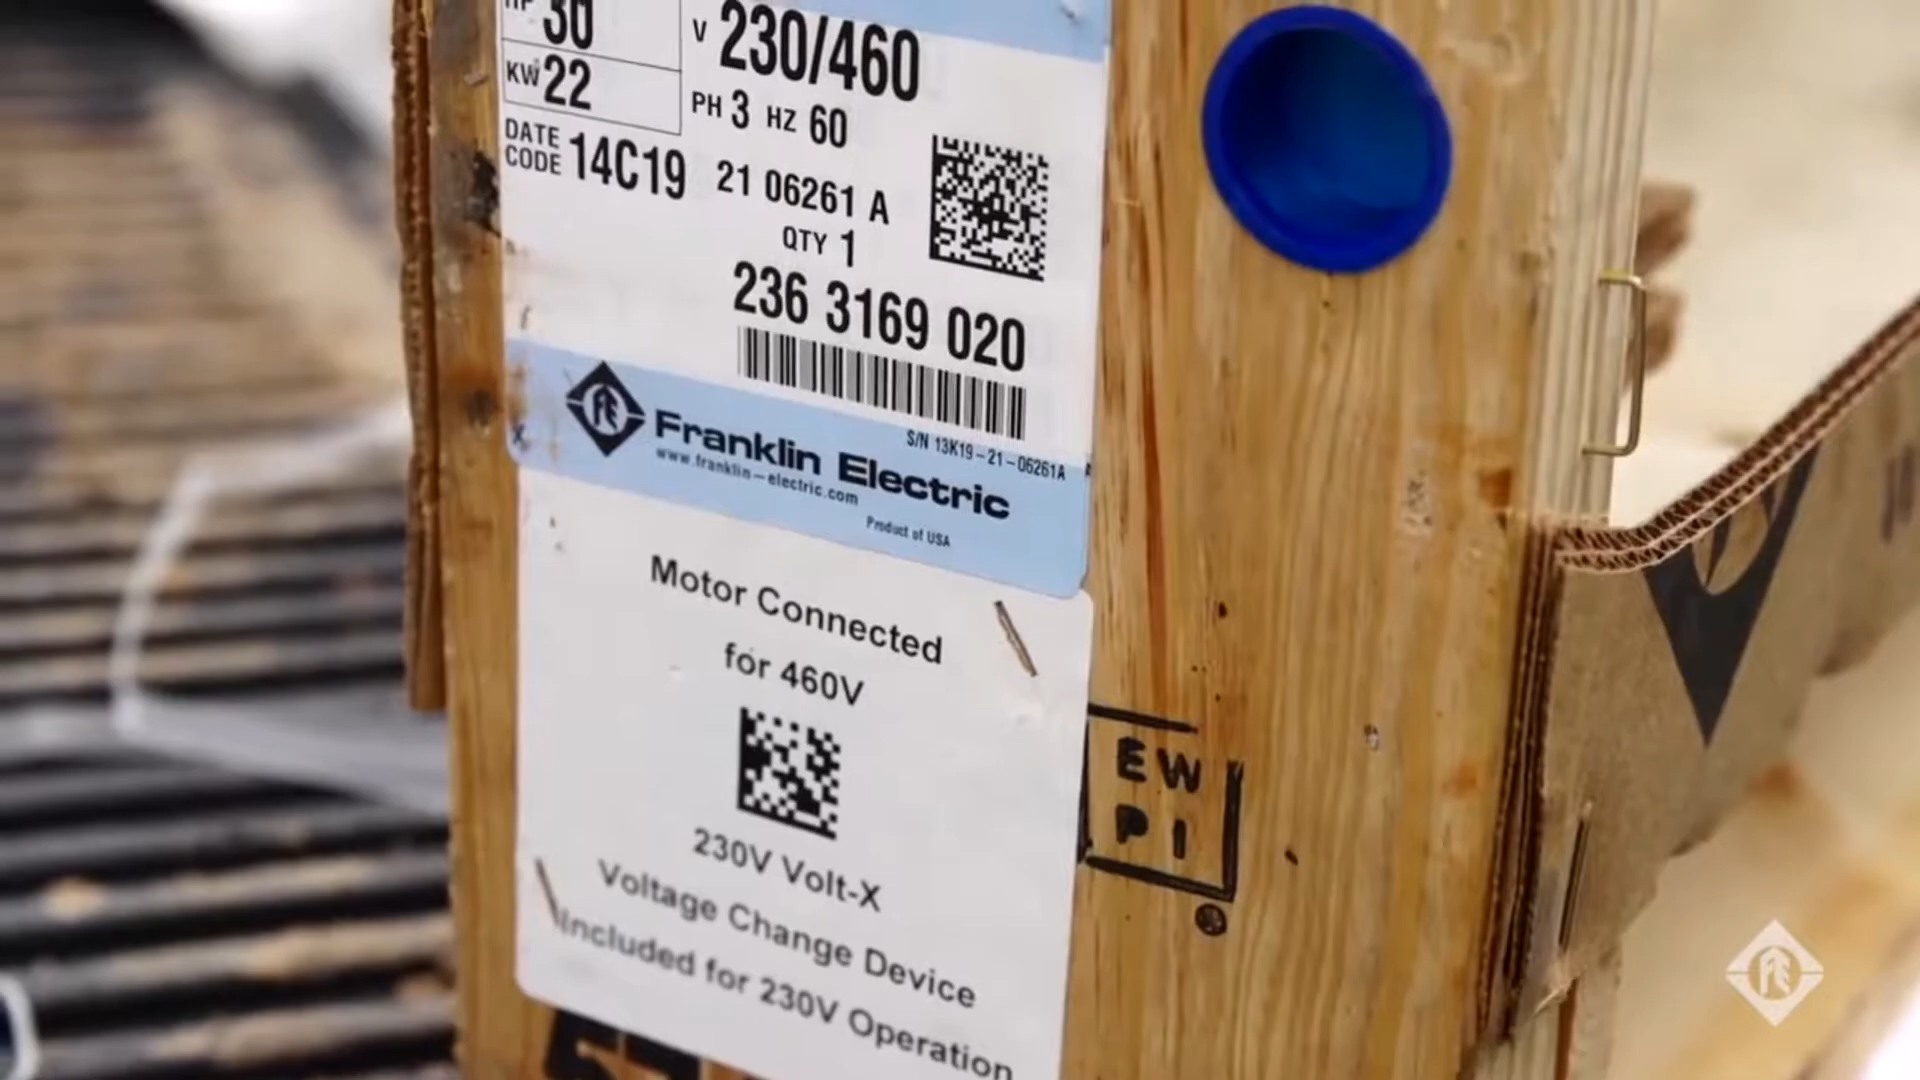 HP 30
KW 22
V 230/460
PH 3 HZ 60
DATE CODE 14C19
21 06261 A
QTY 1
236 3169 020
S/N 13K19-21-06261A
Franklin Electric
www.franklin-electric.com
Product of USA
Motor Connected
for 460V
230V Volt-X
Voltage Change Device
Included for 230V Operation
EW
PI